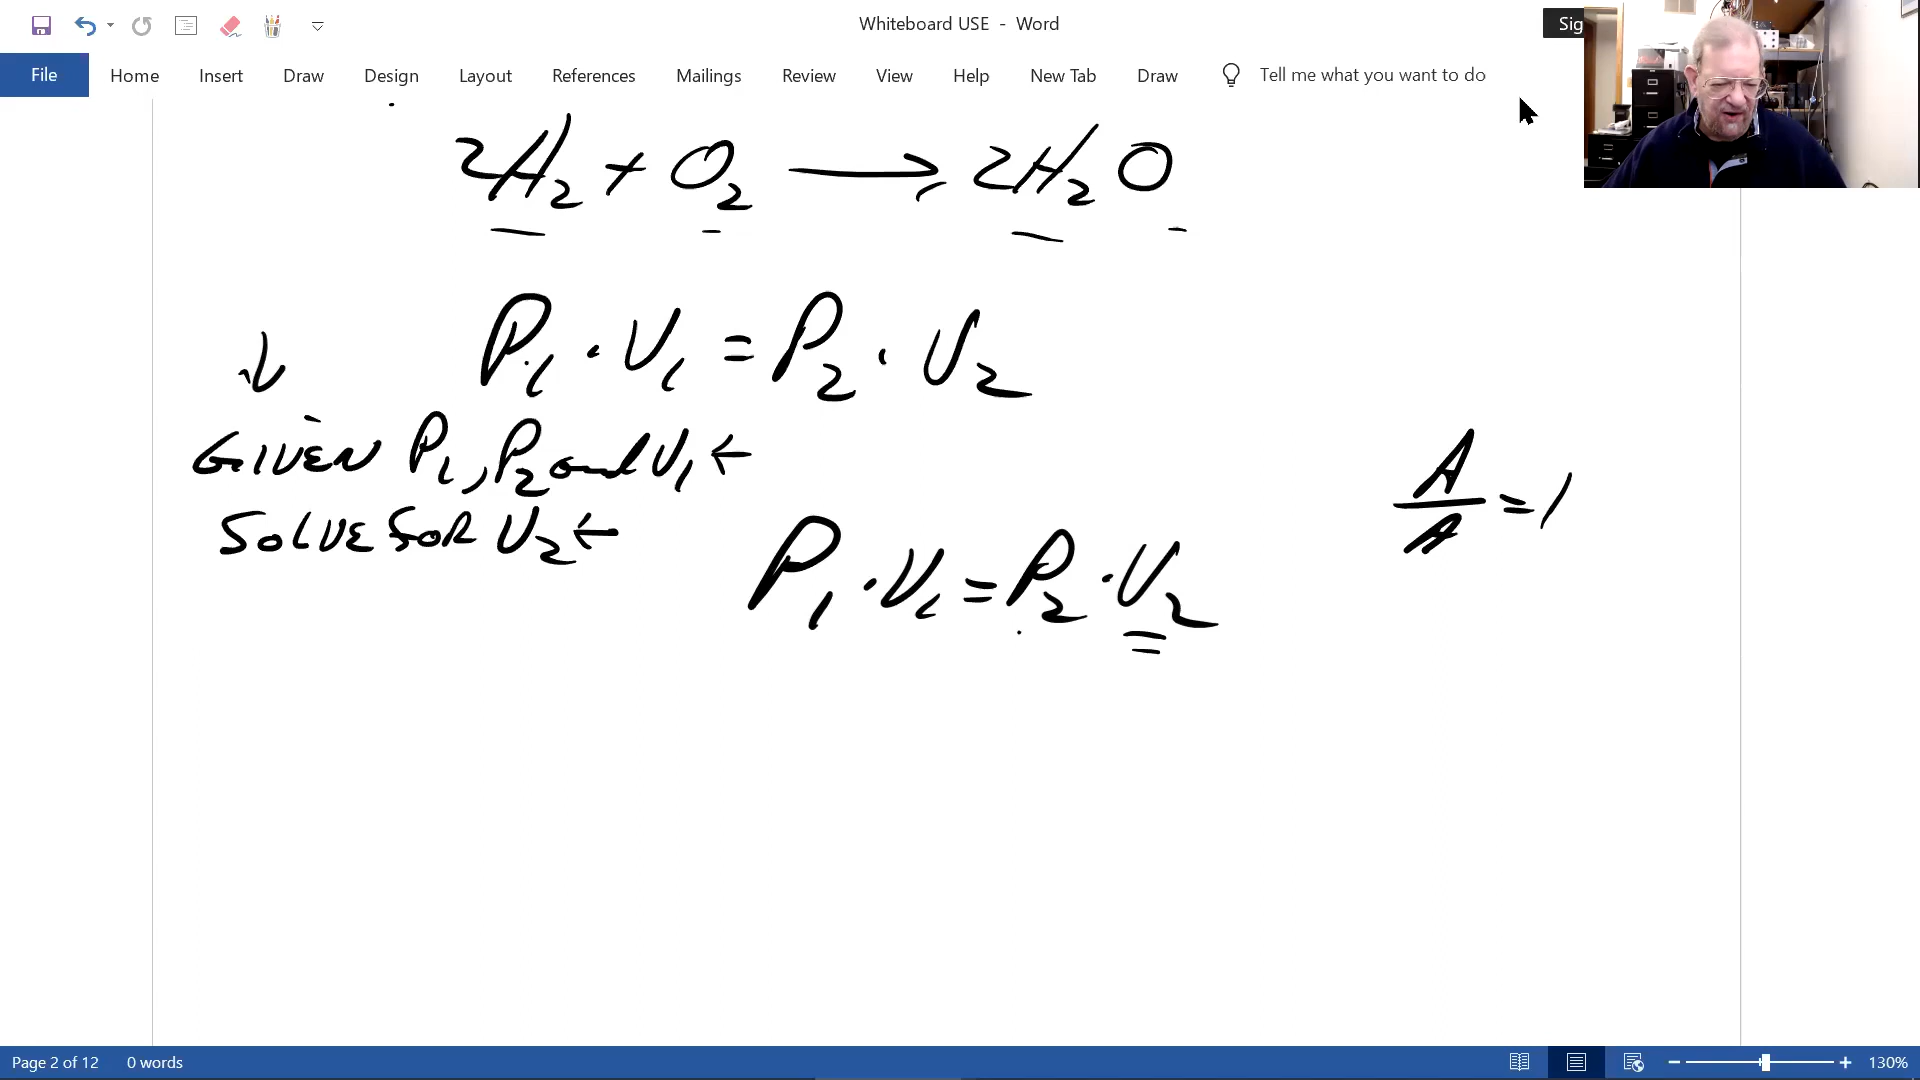 Whiteboard USE - Word
Sig
File Home Insert Draw Design Layout References Mailings Review View Help New Tab Draw Tell me what you want to do
2H₂ + O₂ → 2H₂O
P₁ · V₁ = P₂ · V₂
GIVEN P₁, P₂ and V₁ ←
SOLVE FOR V₂ ←
A/A = 1
P₁ · V₁ = P₂ · V₂
Page 2 of 12 0 words 130%